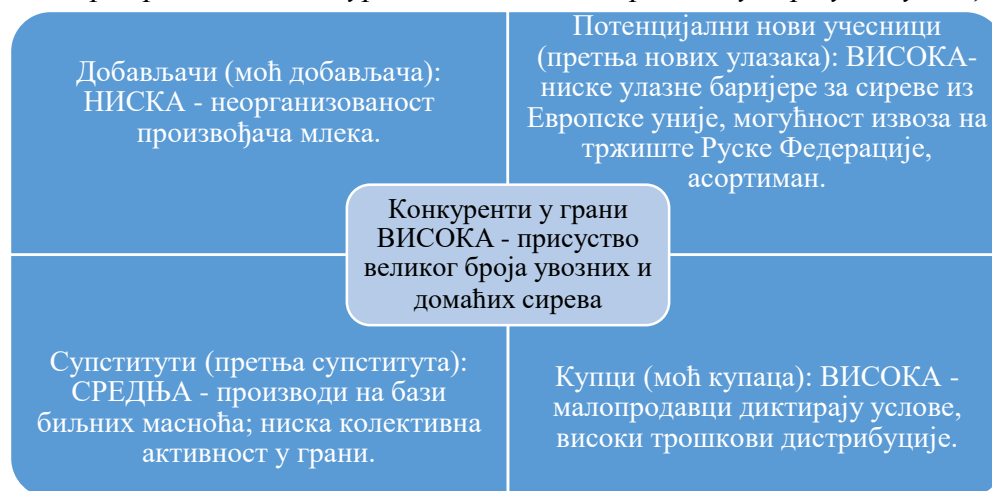 Добављачи (моћ добављача):
НИСКА - неорганизованост
произвођача млека.
Потенцијални нови учесници
(претња нових улазака): ВИСОКА-
ниске улазне баријере за сиреве из
Европске уније, могућност извоза на
тржиште Руске Федерације,
асортиман.
Конкуренти у грани
ВИСОКА - присуство
великог броја увозних и
домаћих сирева
Супститути (претња супститута):
СРЕДЊА - производи на бази
биљних масноћа; ниска колективна
активност у грани.
Купци (моћ купаца): ВИСОКА -
малопродавци диктирају услове,
високи трошкови дистрибуције.